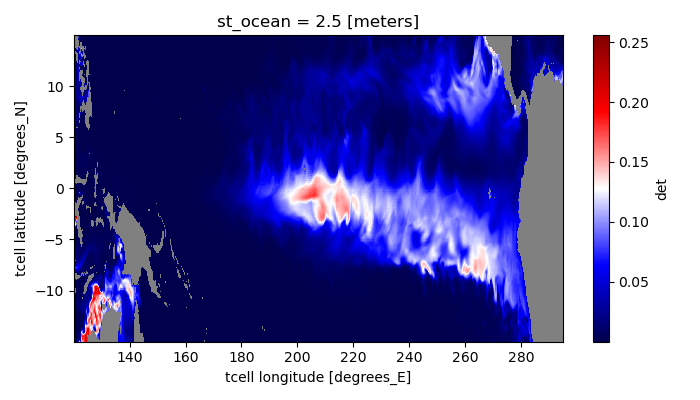 st_ocean = 2.5 [meters]
tcell latitude [degrees_N]
10
5
0
−5
−10
140 160 180 200 220 240 260 280
tcell longitude [degrees_E]
0.25
0.20
0.15
0.10
0.05
det